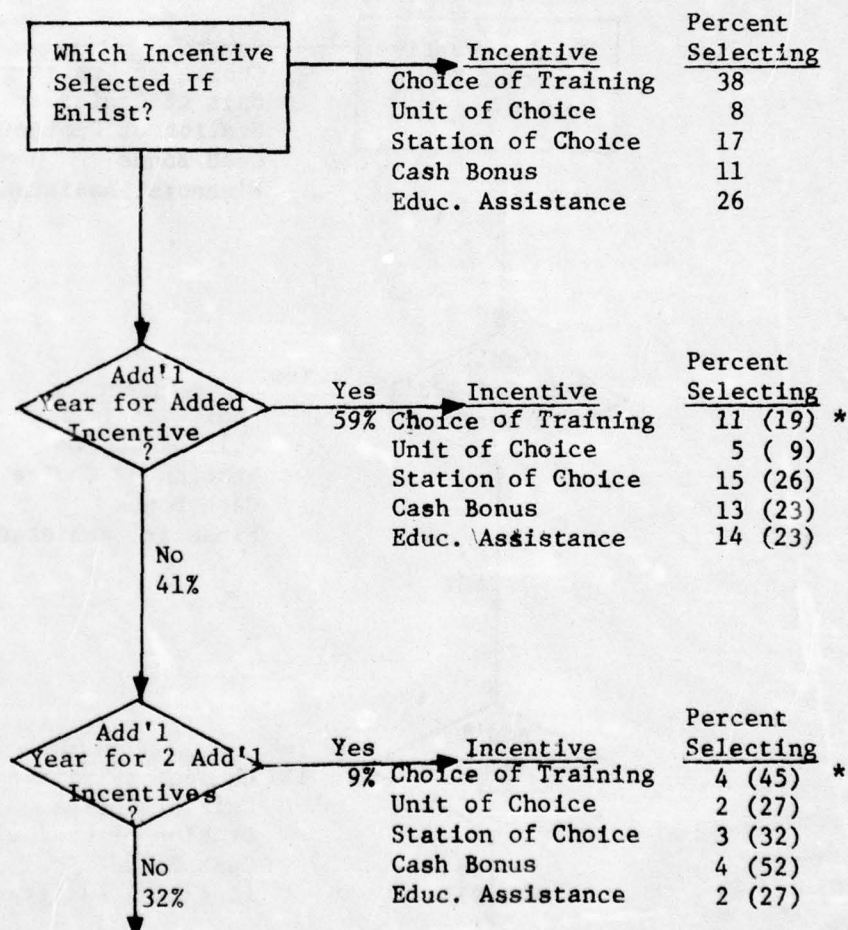 Percent
Which Incentive Incentive Selecting
Selected If Choice of Training 38
Enlist? Unit of Choice 8
Station of Choice 17
Cash Bonus 11
Educ. Assistance 26
Percent
Add'l Yes Incentive Selecting
Year for Added 59% Choice of Training 11 (19) *
Incentive Unit of Choice 5 ( 9)
? Station of Choice 15 (26)
Cash Bonus 13 (23)
Educ. Assistance 14 (23)
No
41%
Percent
Add'l Yes Incentive Selecting
Year for 2 Add'l 9% Choice of Training 4 (45) *
Incentives Unit of Choice 2 (27)
? Station of Choice 3 (32)
Cash Bonus 4 (52)
No Educ. Assistance 2 (27)
32%